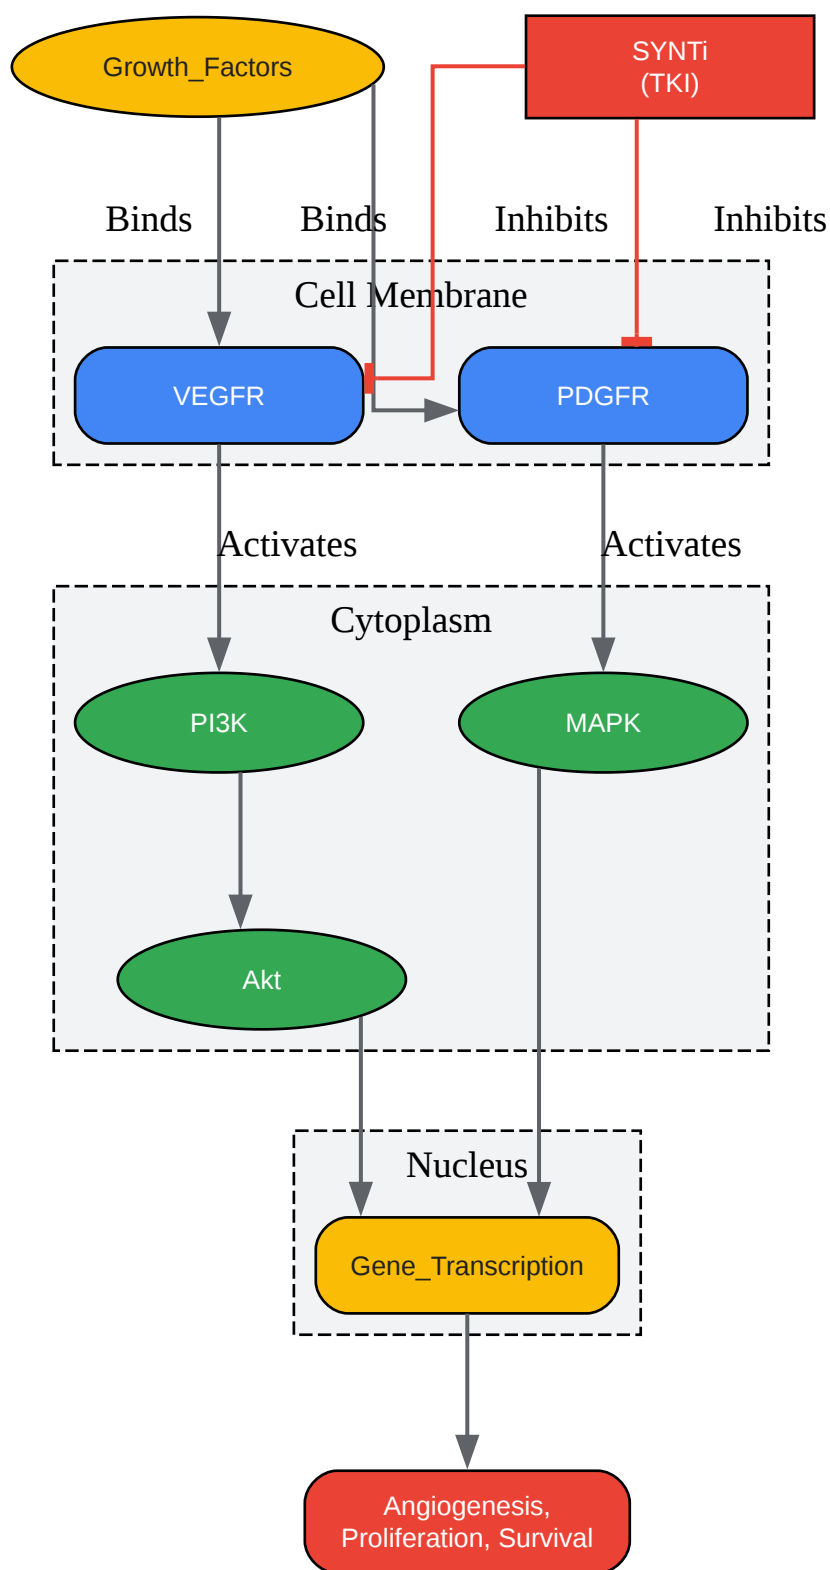 Growth_Factors
SYNTi
(TKI)
Binds
Binds
Inhibits
Inhibits
Cell Membrane
VEGFR
PDGFR
Activates
Activates
Cytoplasm
PI3K
MAPK
Akt
Nucleus
Gene_Transcription
Angiogenesis,
Proliferation, Survival